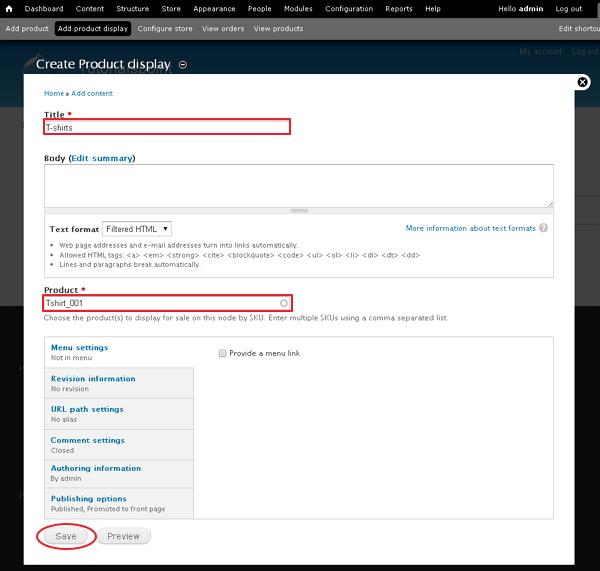 Dashboard Content Structure Store Appearance People Modules Configuration Reports Help Hello admin Log out
Add product Add product display Configure store View orders View products Edit shortcu
My account Log out
Create Product display
Home » Add content
Title *
T-shirts
Body (Edit summary)
Text format Filtered HTML More information about text formats ?
Web page addresses and e-mail addresses turn into links automatically.
Allowed HTML tags: <a> <em> <strong> <cite> <blockquote> <code> <ul> <ol> <li> <dl> <dt> <dd>
Lines and paragraphs break automatically.
Product *
Tshirt_001
Choose the product(s) to display for sale on this node by SKU. Enter multiple SKUs using a comma separated list.
Menu settings
Not in menu
Provide a menu link
Revision information
No revision
URL path settings
No alias
Comment settings
Closed
Authoring information
By admin
Publishing options
Published, Promoted to front page
Save Preview